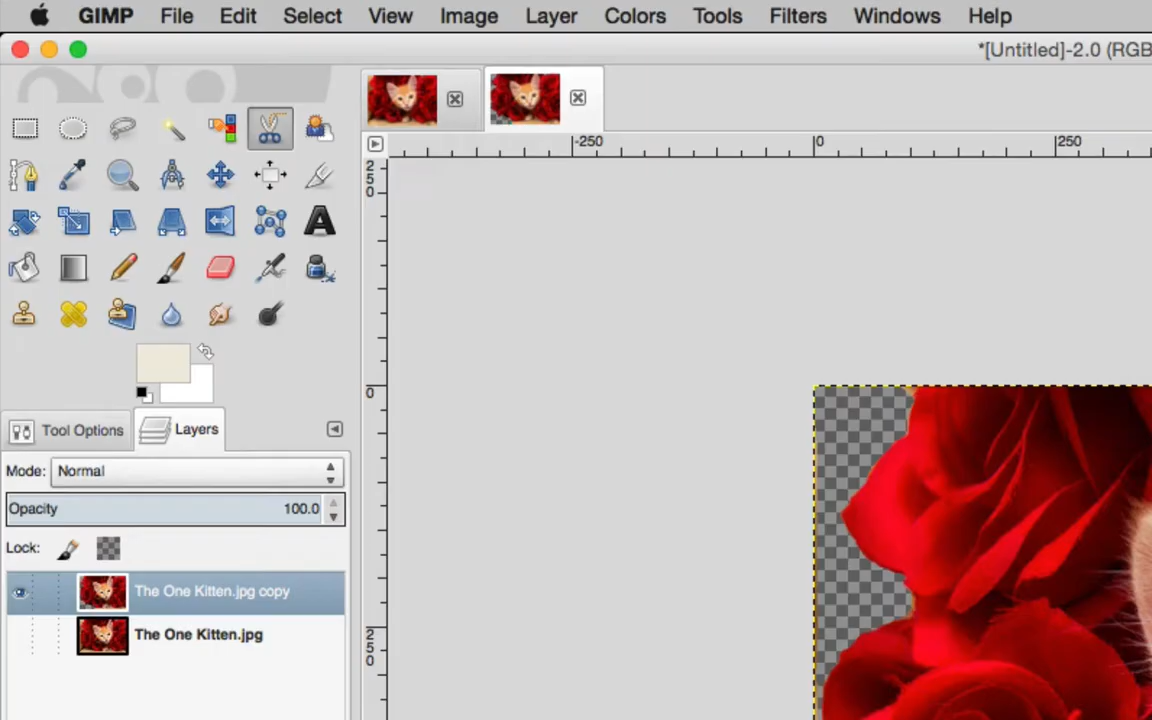 GIMP File Edit Select View Image Layer Colors Tools Filters Windows Help
*[Untitled]-2.0 (RGB
-250 0 250
250
0
250
Tool Options Layers
Mode: Normal
Opacity 100.0
Lock:
The One Kitten.jpg copy
The One Kitten.jpg